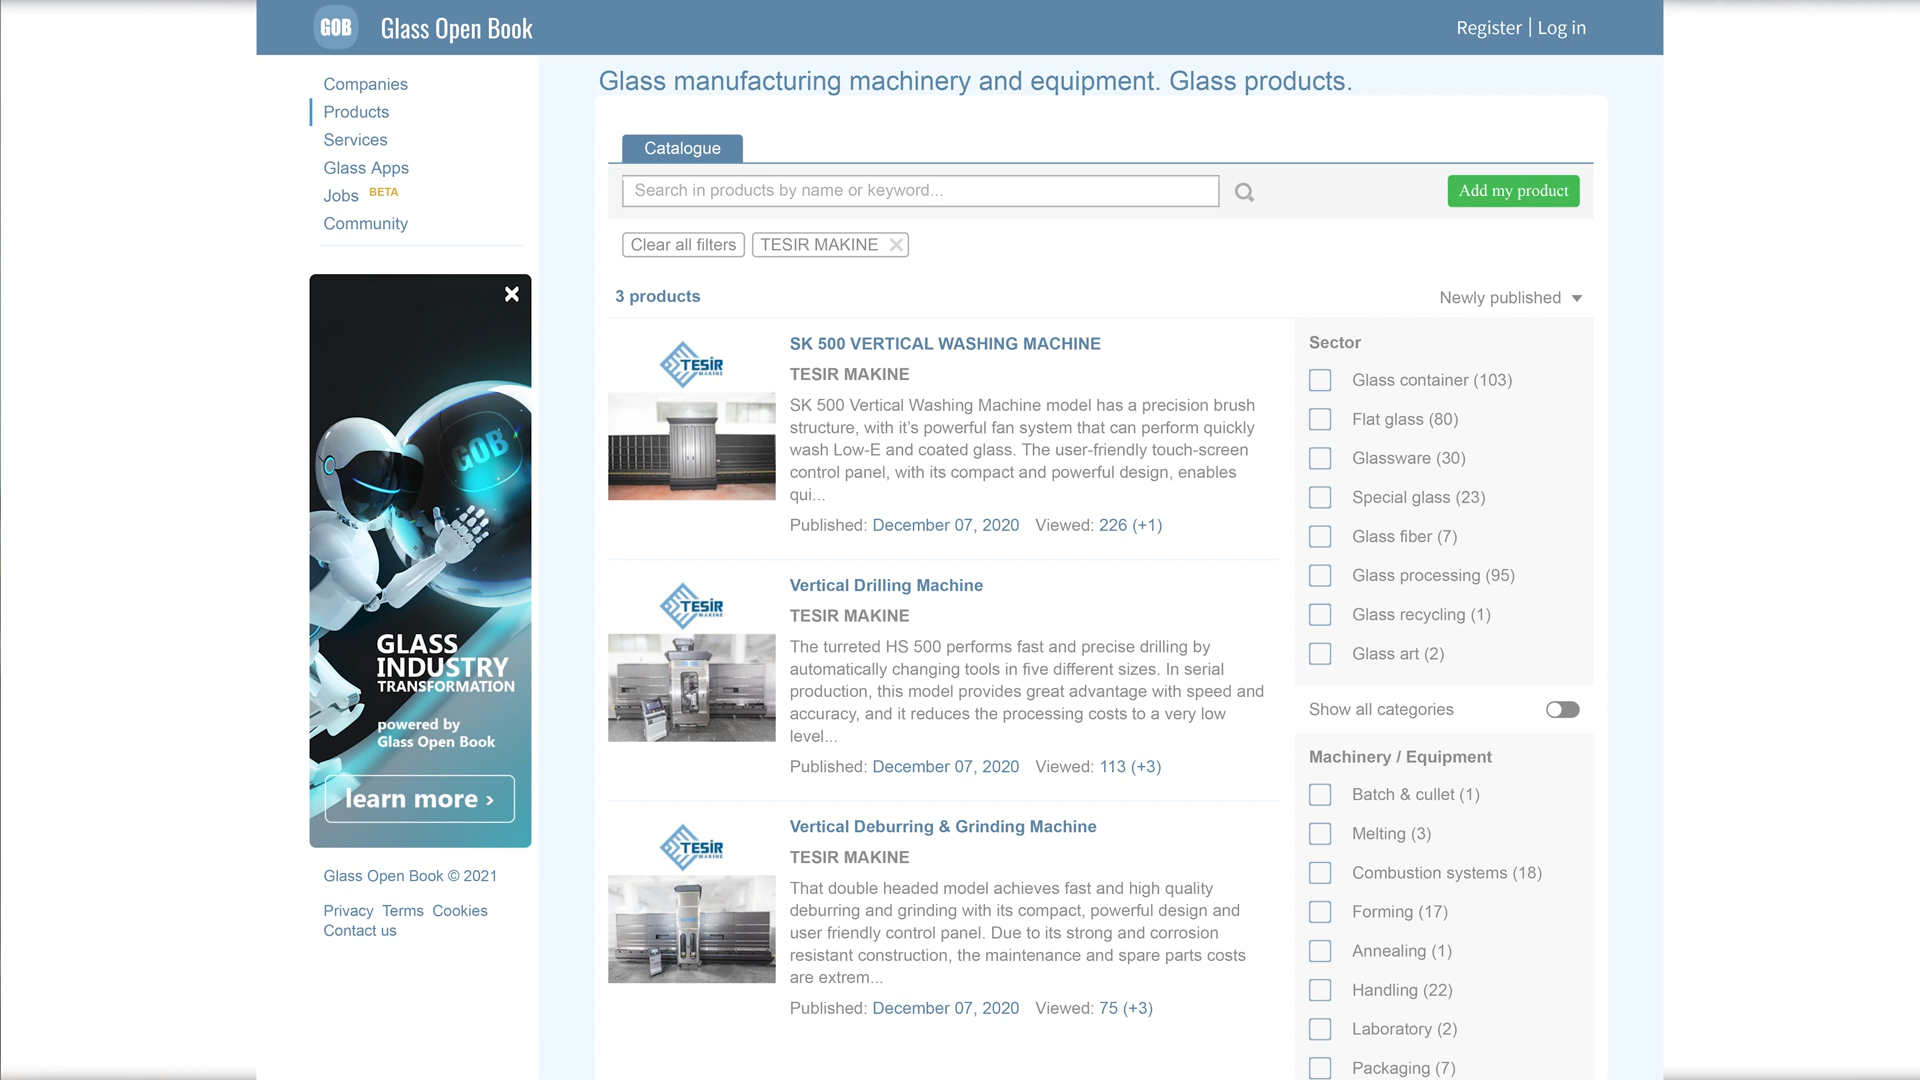 GOB Glass Open Book
Register | Log in
Companies
Products
Services
Glass Apps
Jobs BETA
Community
GOB
GLASS
INDUSTRY
TRANSFORMATION
powered by
Glass Open Book
learn more ›
Glass Open Book © 2021
Privacy Terms Cookies
Contact us
Glass manufacturing machinery and equipment. Glass products.
Catalogue
Search in products by name or keyword...
Add my product
Clear all filters
TESIR MAKINE
3 products
Newly published
TESİR
MAKİNE
SK 500 VERTICAL WASHING MACHINE
TESIR MAKINE
SK 500 Vertical Washing Machine model has a precision brush
structure, with it’s powerful fan system that can perform quickly
wash Low-E and coated glass. The user-friendly touch-screen
control panel, with its compact and powerful design, enables
qui...
Published: December 07, 2020 Viewed: 226 (+1)
TESİR
MAKİNE
Vertical Drilling Machine
TESIR MAKINE
The turreted HS 500 performs fast and precise drilling by
automatically changing tools in five different sizes. In serial
production, this model provides great advantage with speed and
accuracy, and it reduces the processing costs to a very low
level...
Published: December 07, 2020 Viewed: 113 (+3)
TESİR
MAKİNE
Vertical Deburring & Grinding Machine
TESIR MAKINE
That double headed model achieves fast and high quality
deburring and grinding with its compact, powerful design and
user friendly control panel. Due to its strong and corrosion
resistant construction, the maintenance and spare parts costs
are extrem...
Published: December 07, 2020 Viewed: 75 (+3)
Sector
Glass container (103)
Flat glass (80)
Glassware (30)
Special glass (23)
Glass fiber (7)
Glass processing (95)
Glass recycling (1)
Glass art (2)
Show all categories
Machinery / Equipment
Batch & cullet (1)
Melting (3)
Combustion systems (18)
Forming (17)
Annealing (1)
Handling (22)
Laboratory (2)
Packaging (7)